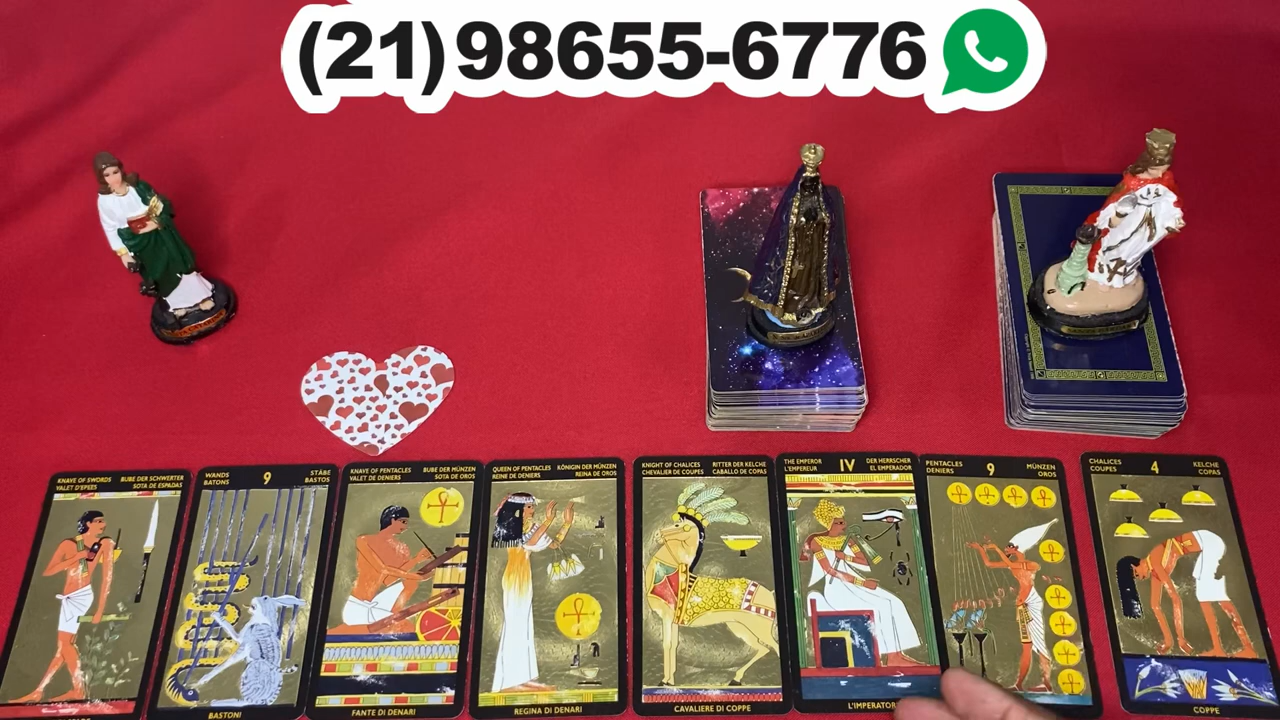 (21)98655-6776
KNAVE OF SWORDS BUBE DER SCHWERTER
VALET D'EPEES SOTA DE ESPADAS
WANDS 9 STÄBE
BATONS BASTOS
BASTONI
KNAVE OF PENTACLES BUBE DER MÜNZEN
VALET DE DENIERS SOTA DE OROS
FANTE DI DENARI
QUEEN OF PENTACLES KÖNIGIN DER MÜNZEN
REINE DE DENIERS REINA DE OROS
REGINA DI DENARI
KNIGHT OF CHALICES RITTER DER KELCHE
CHEVALIER DE COUPES CABALLO DE COPAS
CAVALIERE DI COPPE
THE EMPEROR IV DER HERRSCHER
L'EMPEREUR EL EMPERADOR
L'IMPERATOR
PENTACLES 9 MÜNZEN
DENIERS OROS
CHALICES 4 KELCHE
COUPES COPAS
COPPE